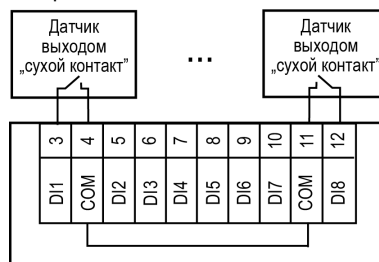 Датчик
выходом
„сухой контакт”
...
Датчик
выходом
„сухой контакт”
3 4 5 6 7 8 9 10 11 12
DI1 COM DI2 DI3 DI4 DI5 DI6 DI7 COM DI8